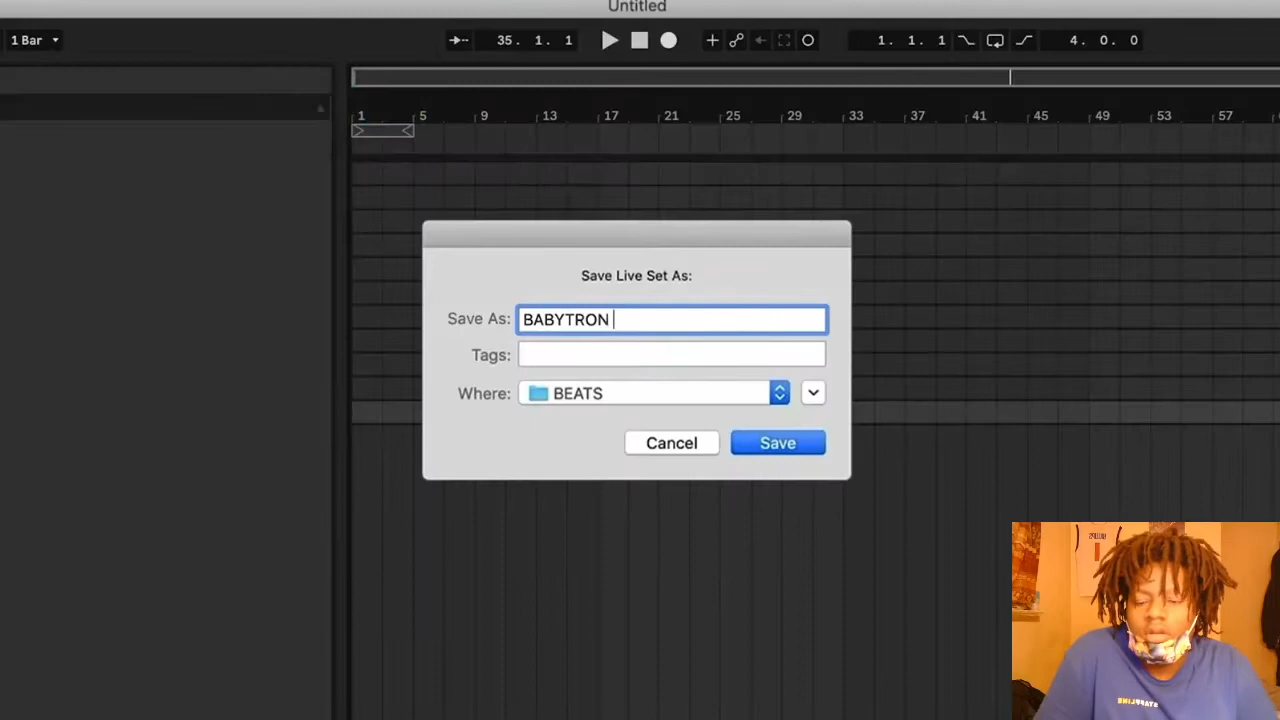 Untitled
1 Bar 35. 1. 1 1. 1. 1 4. 0. 0
1 5 9 13 17 21 25 29 33 37 41 45 49 53 57
Save Live Set As:
Save As: BABYTRON
Tags:
Where: BEATS
Cancel Save